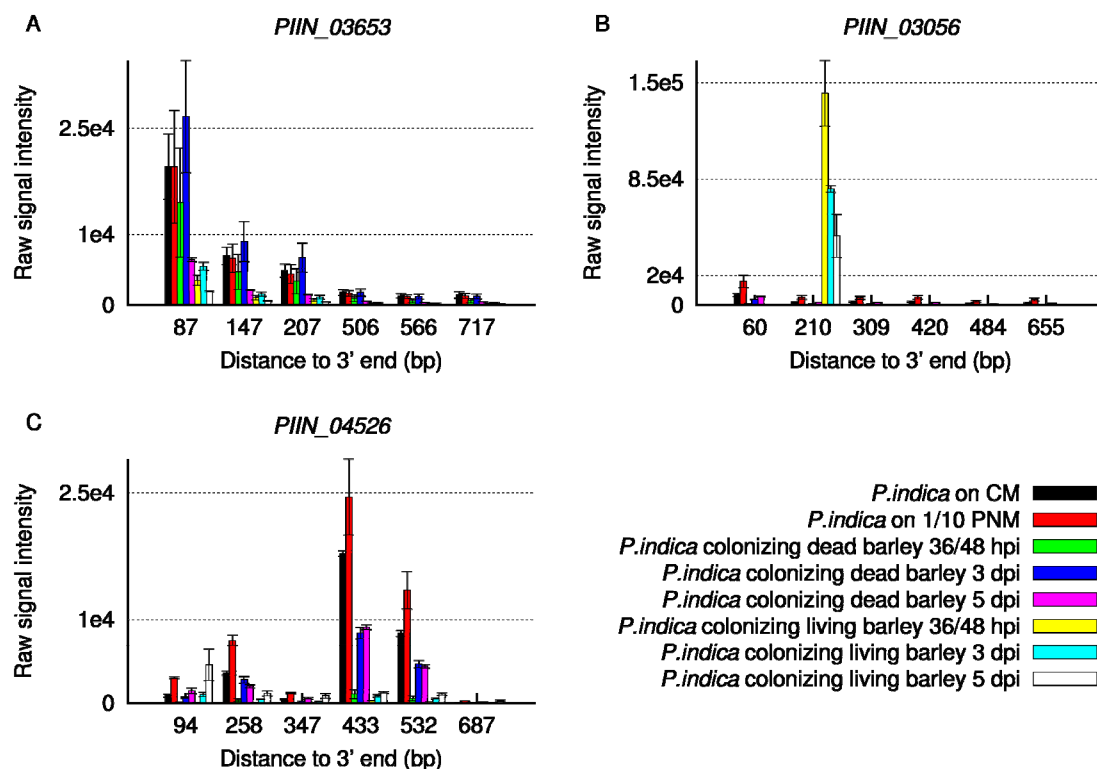 A
PIIN_03653
Raw signal intensity
2.5e4
1e4
0
87 147 207 506 566 717
Distance to 3' end (bp)
B
PIIN_03056
Raw signal intensity
1.5e5
8.5e4
2e4
0
60 210 309 420 484 655
Distance to 3' end (bp)
C
PIIN_04526
Raw signal intensity
2.5e4
1e4
0
94 258 347 433 532 687
Distance to 3' end (bp)
P.indica on CM
P.indica on 1/10 PNM
P.indica colonizing dead barley 36/48 hpi
P.indica colonizing dead barley 3 dpi
P.indica colonizing dead barley 5 dpi
P.indica colonizing living barley 36/48 hpi
P.indica colonizing living barley 3 dpi
P.indica colonizing living barley 5 dpi